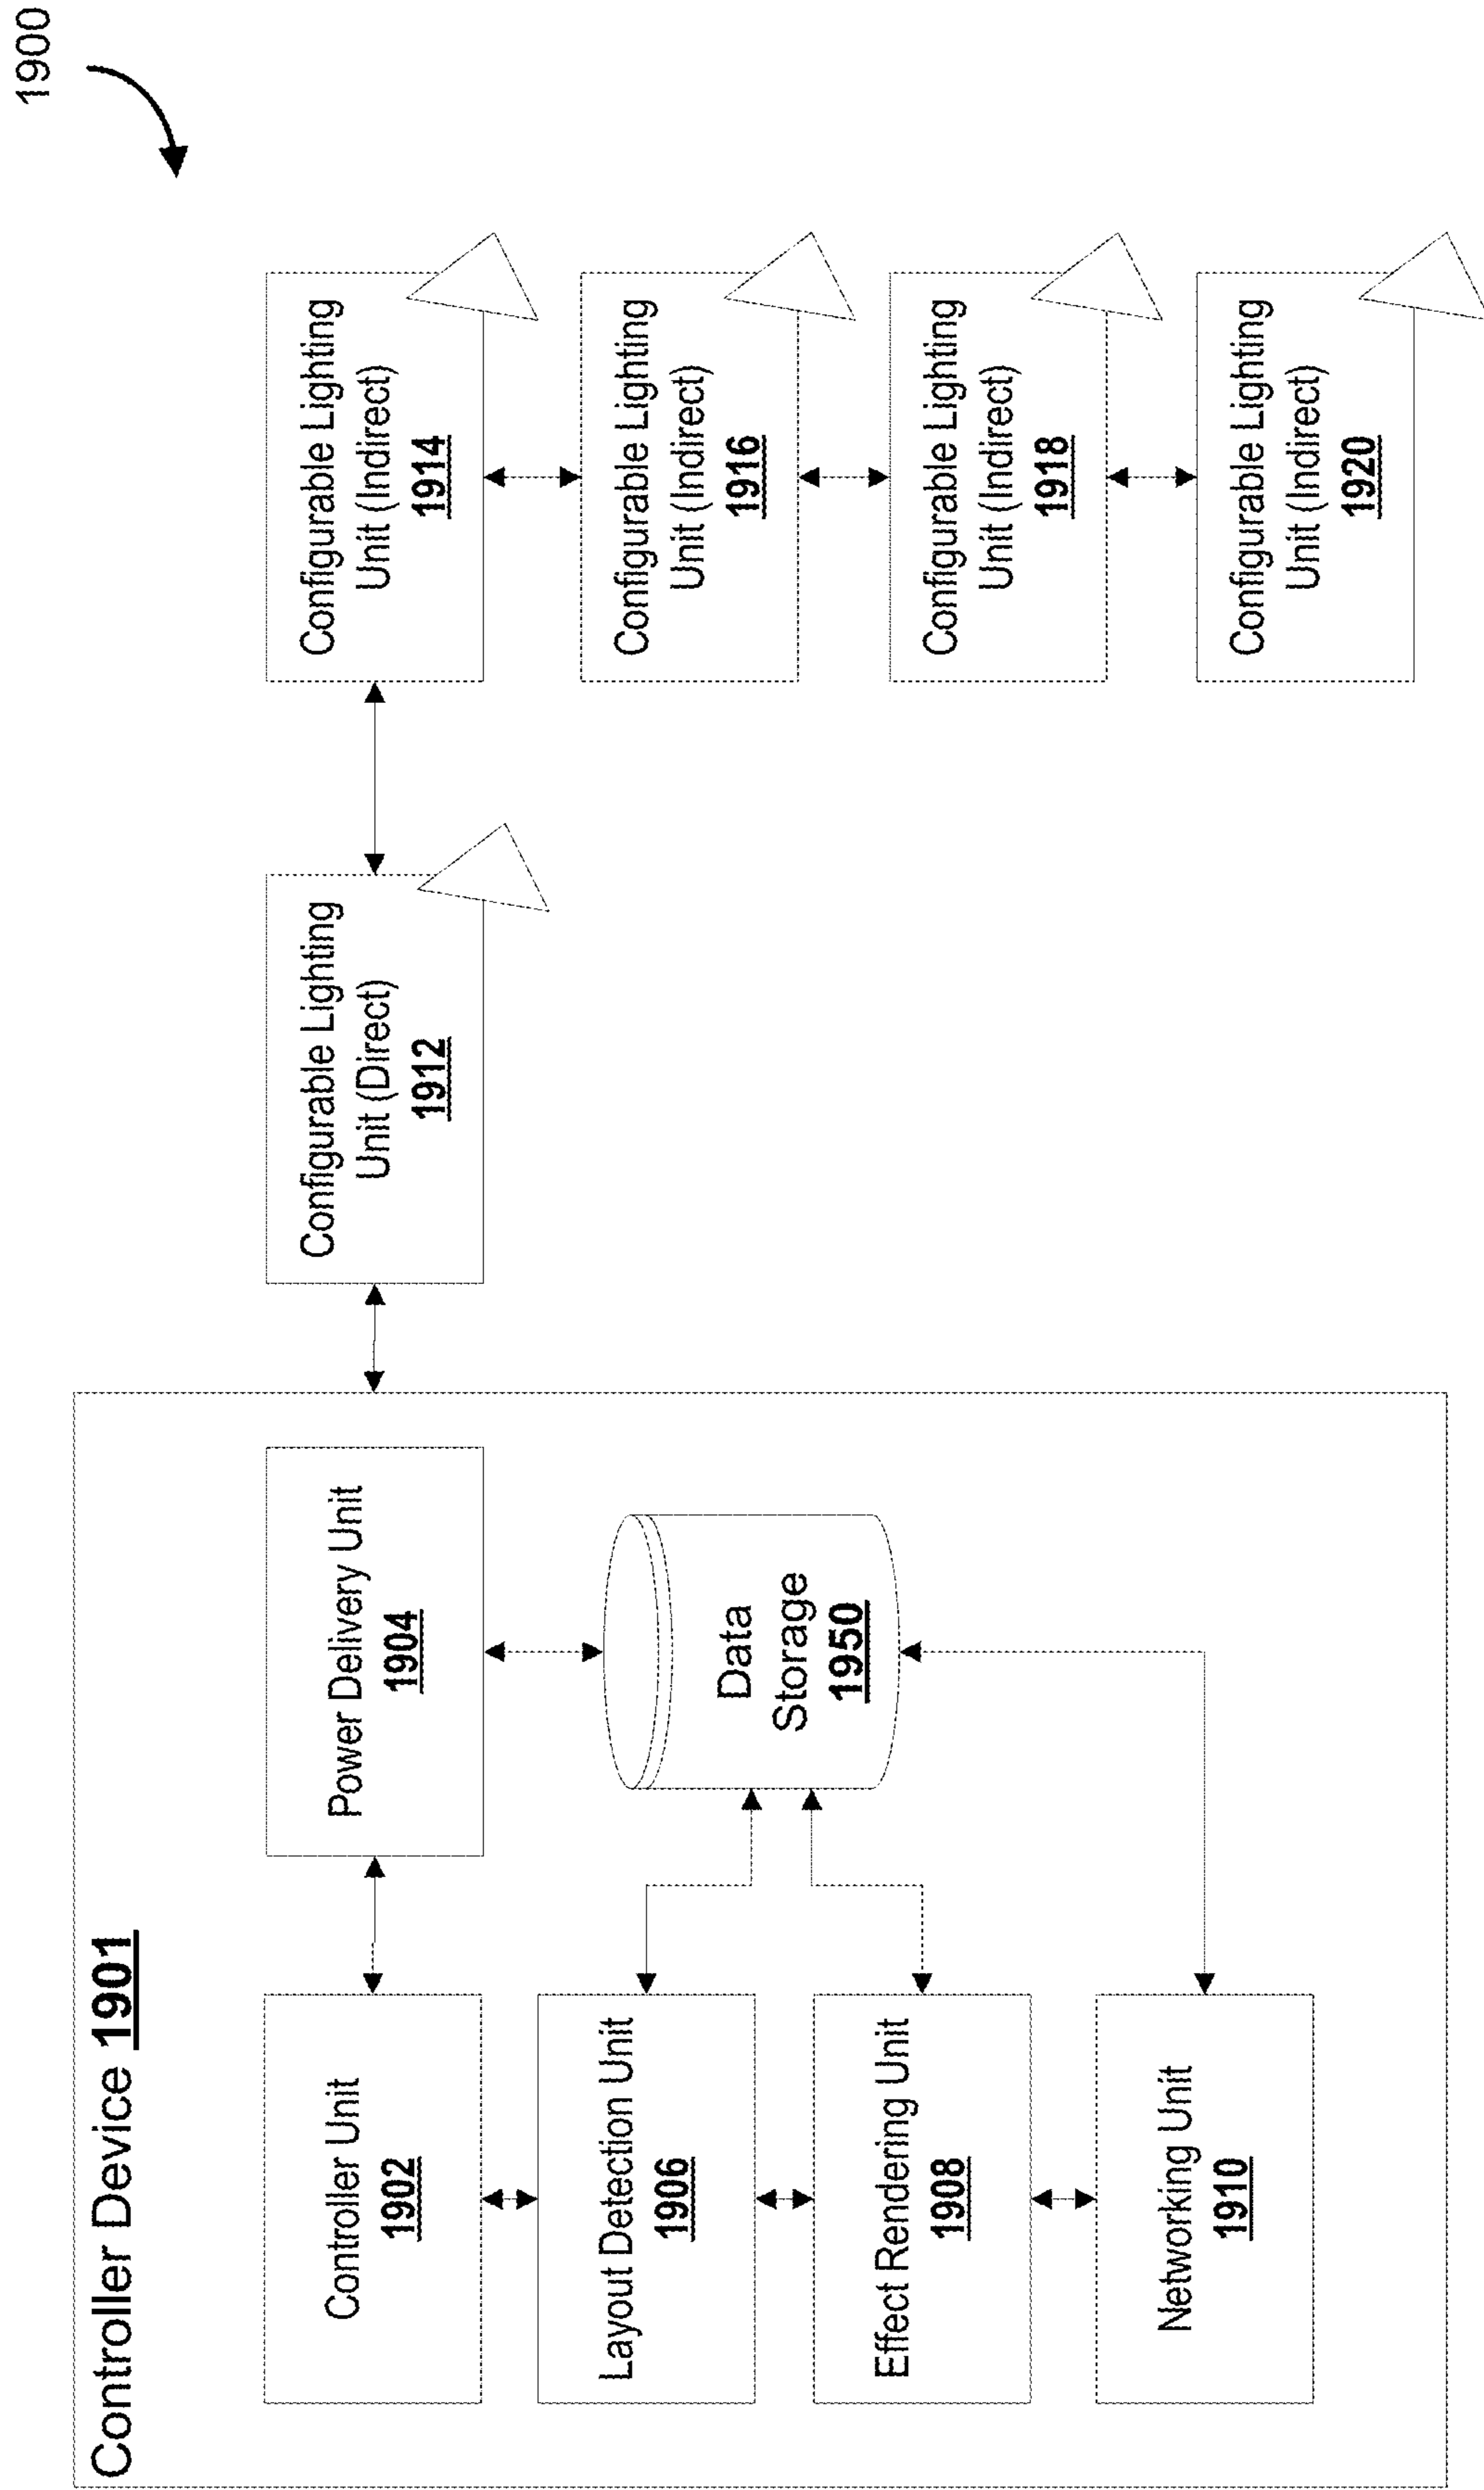 1900
Controller Device 1901
Controller Unit
1902
Power Delivery Unit
1904
Configurable Lighting
Unit (Direct)
1912
Configurable Lighting
Unit (Indirect)
1914
Layout Detection Unit
1906
Data
Storage
1950
Configurable Lighting
Unit (Indirect)
1916
Effect Rendering Unit
1908
Configurable Lighting
Unit (Indirect)
1918
Networking Unit
1910
Configurable Lighting
Unit (Indirect)
1920